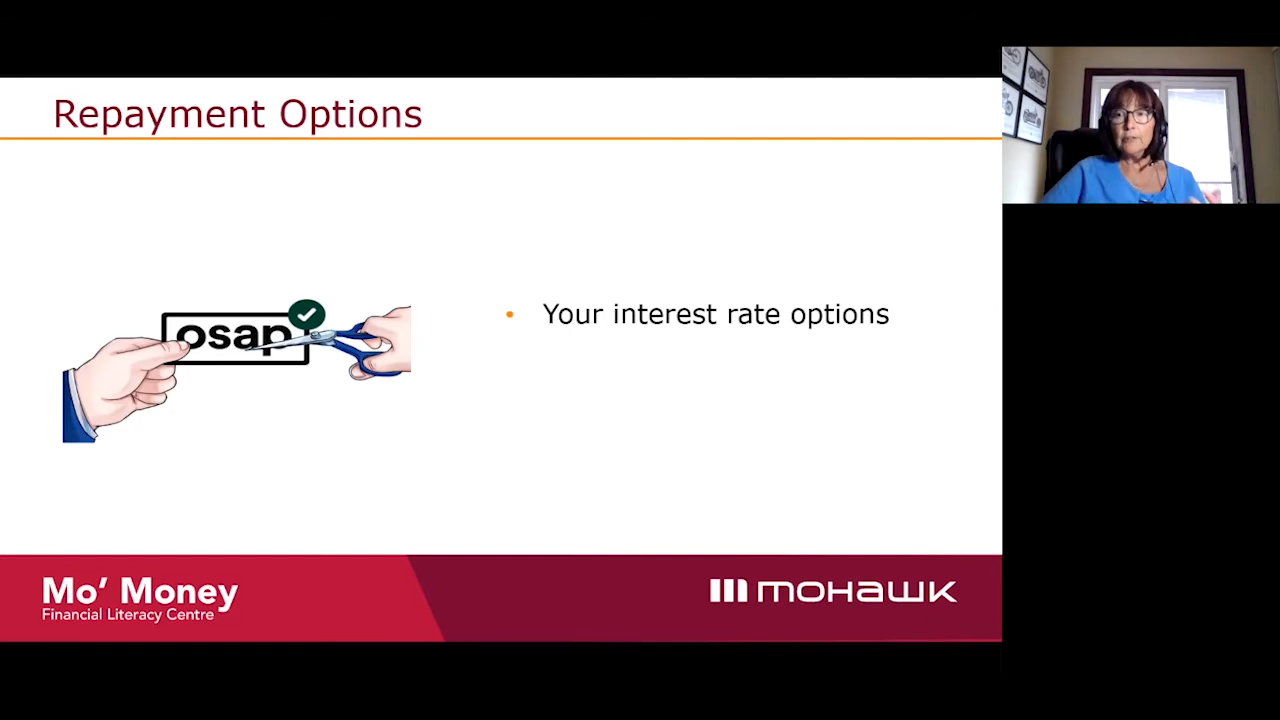 Repayment Options
osap
• Your interest rate options
Mo’ Money
Financial Literacy Centre
mohawk